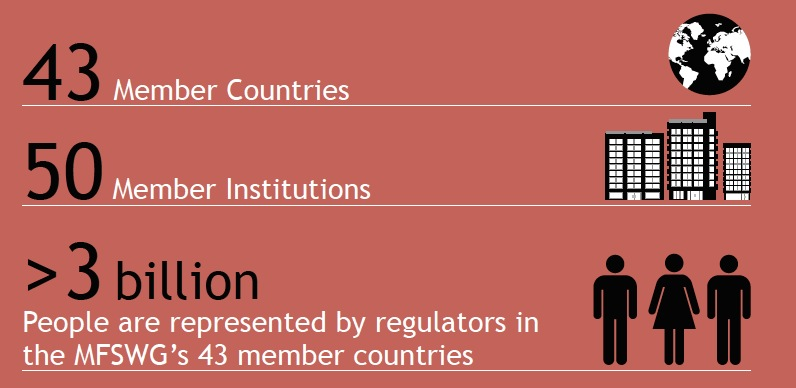 43 Member Countries
50 Member Institutions
>3 billion
People are represented by regulators in
the MFSWG's 43 member countries